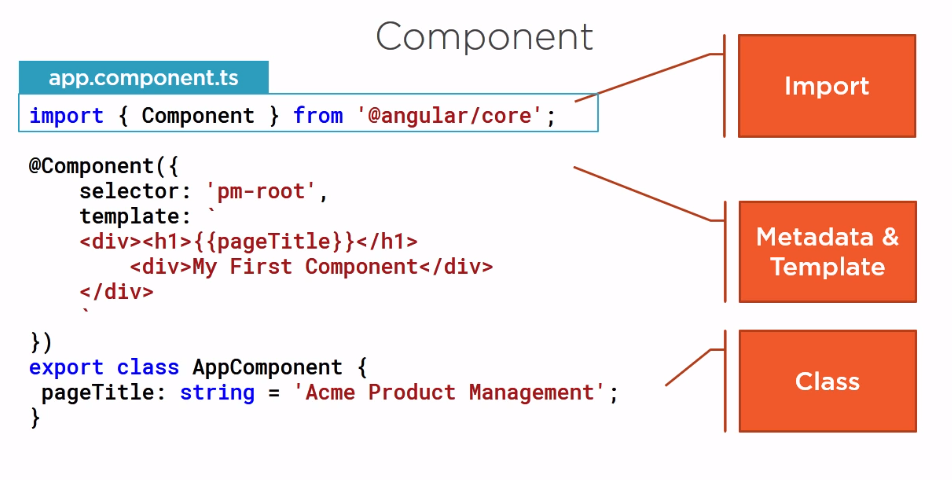 Component
app.component.ts
import { Component } from '@angular/core';
Import
@Component({
    selector: 'pm-root',
    template: `
    <div><h1>{{pageTitle}}</h1>
        <div>My First Component</div>
    </div>
    `
})
Metadata &
Template
export class AppComponent {
 pageTitle: string = 'Acme Product Management';
}
Class